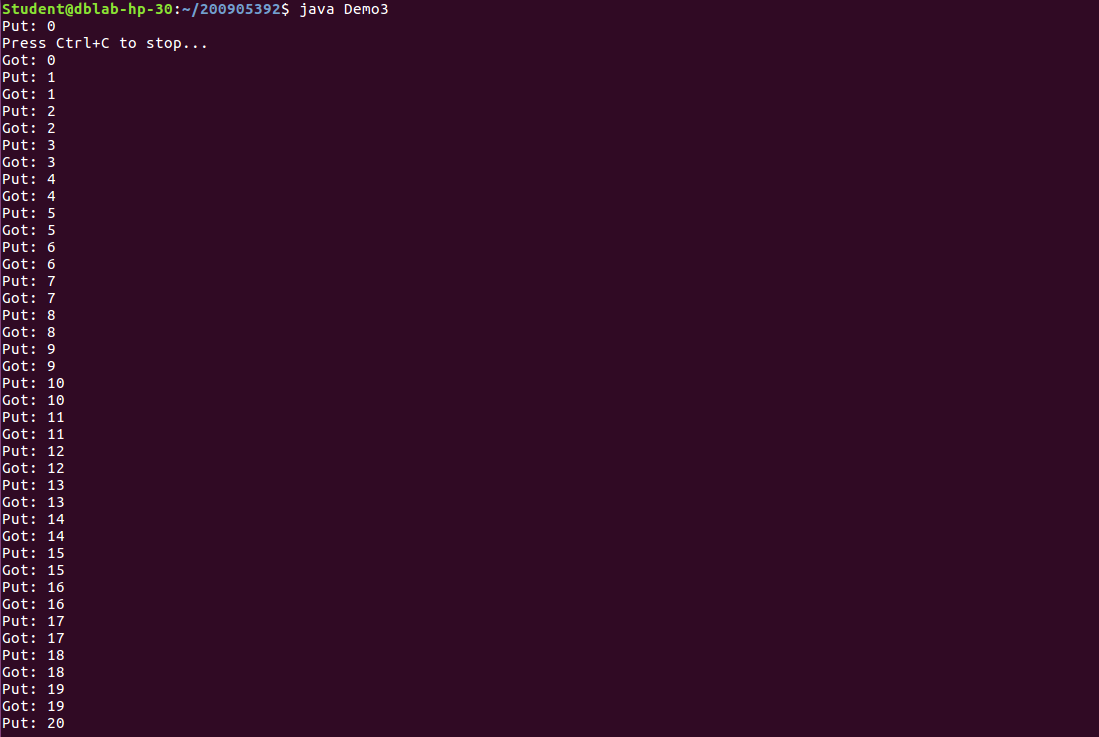 Student@dblab-hp-30:~/200905392$ java Demo3
Put: 0
Press Ctrl+C to stop...
Got: 0
Put: 1
Got: 1
Put: 2
Got: 2
Put: 3
Got: 3
Put: 4
Got: 4
Put: 5
Got: 5
Put: 6
Got: 6
Put: 7
Got: 7
Put: 8
Got: 8
Put: 9
Got: 9
Put: 10
Got: 10
Put: 11
Got: 11
Put: 12
Got: 12
Put: 13
Got: 13
Put: 14
Got: 14
Put: 15
Got: 15
Put: 16
Got: 16
Put: 17
Got: 17
Put: 18
Got: 18
Put: 19
Got: 19
Put: 20